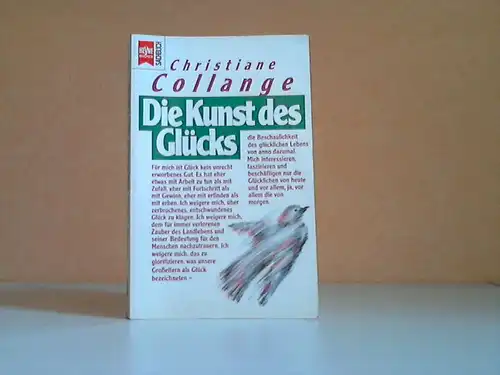 HEYNE
BÜCHER
SACHBUCH
Christiane
Collange
Die Kunst des
Glücks
Für mich ist Glück kein unrecht
erworbenes Gut. Es hat eher
etwas mit Arbeit zu tun als mit
Zufall, eher mit Fortschritt als
mit Gewinn, eher mit erfinden als
mit erben. Ich weigere mich, über
zerbrochenes, entschwundenes
Glück zu klagen. Ich weigere mich,
dem für immer verlorenen
Zauber des Landlebens und
seiner Bedeutung für den
Menschen nachzutrauern. Ich
weigere mich, das zu
glorifizieren, was unsere
Großeltern als Glück
bezeichneten –
die Beschaulichkeit
des glücklichen Lebens
von anno dazumal.
Mich interessieren,
faszinieren und
beschäftigen nur die
Glücklichen von heute
und vor allem, ja, vor
allem die von
morgen.